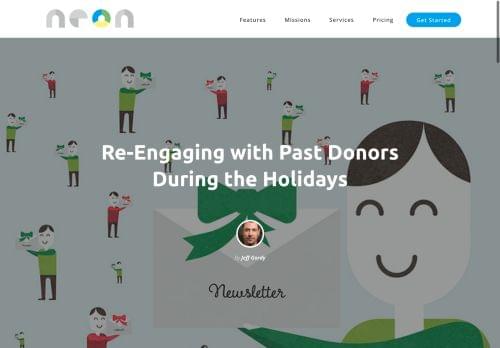 neon
Features
Missions
Services
Pricing
Get Started
Re-Engaging with Past Donors
During the Holidays
by Jeff Gordy
Newsletter